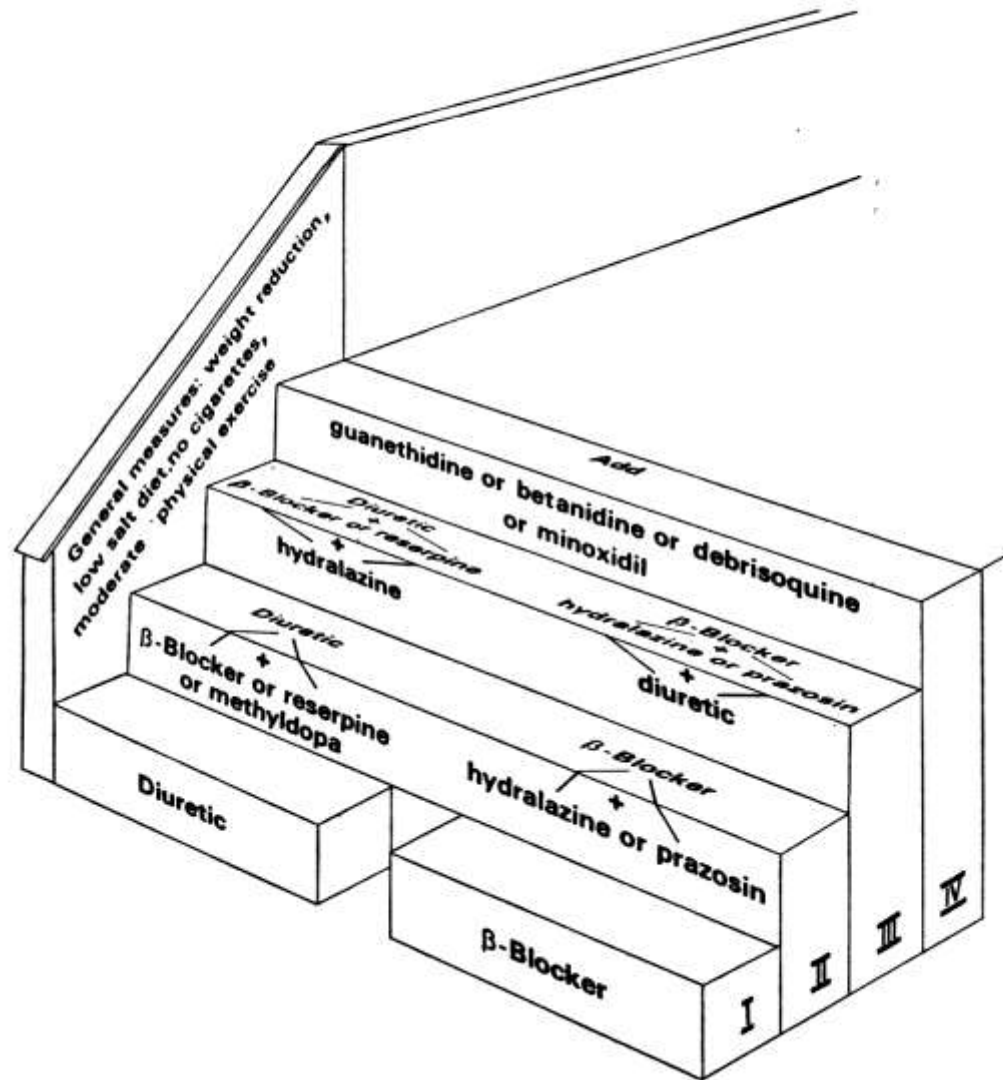 General measures: weight reduction,
low salt diet.no cigarettes,
moderate physical exercise
Add
guanethidine or betanidine or debrisoquine
or minoxidil
Diuretic
+
β-Blocker or reserpine
+
hydralazine
β-Blocker
+
hydralazine or prazosin
+
diuretic
Diuretic
+
β-Blocker or reserpine
or methyldopa
β-Blocker
+
hydralazine or prazosin
Diuretic
β-Blocker
I
II
III
IV